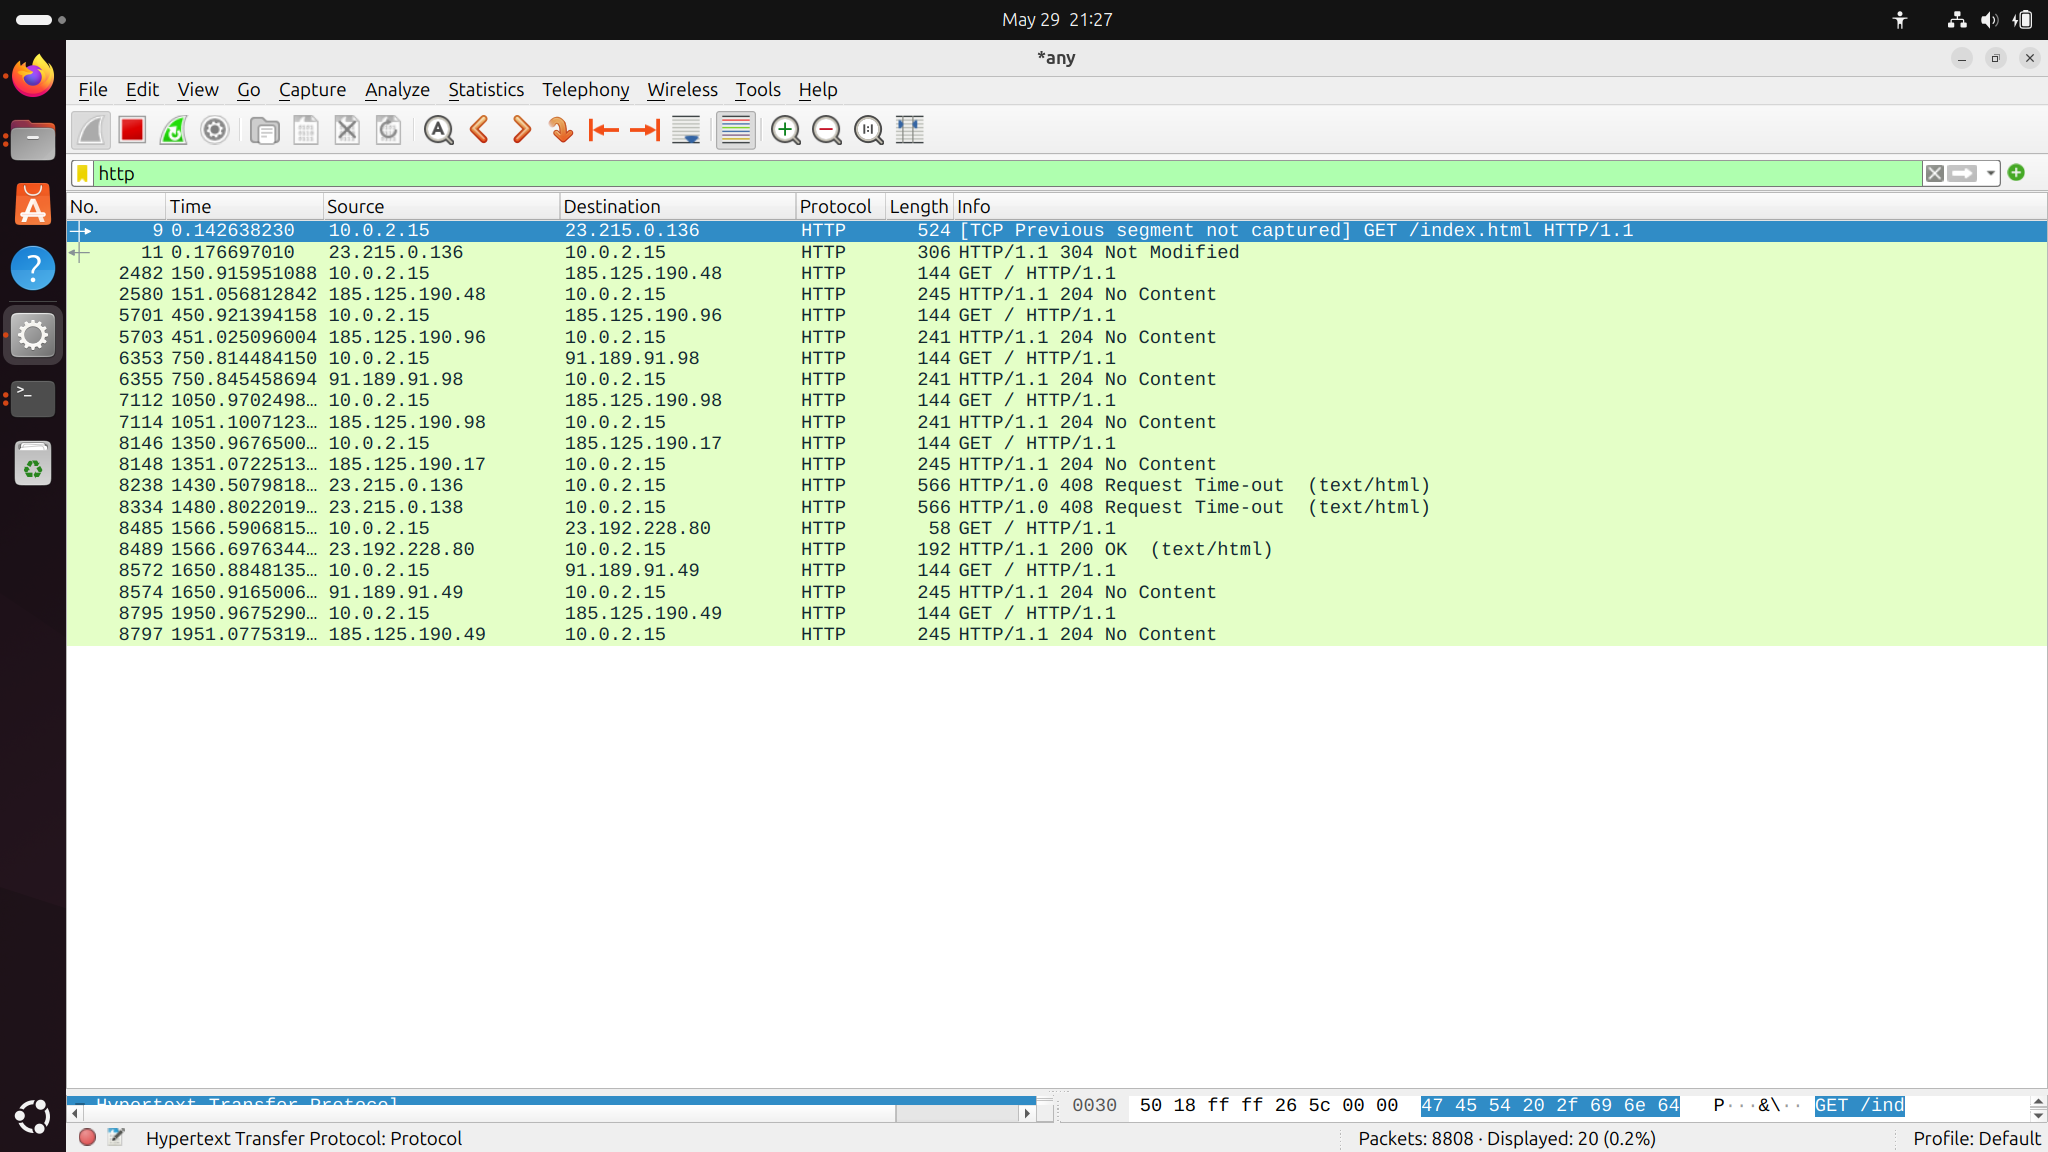 May 29 21:27
*any
File Edit View Go Capture Analyze Statistics Telephony Wireless Tools Help
http
No. Time Source Destination Protocol Length Info
9 0.142638230 10.0.2.15 23.215.0.136 HTTP 524 [TCP Previous segment not captured] GET /index.html HTTP/1.1
11 0.176697010 23.215.0.136 10.0.2.15 HTTP 306 HTTP/1.1 304 Not Modified
2482 150.915951088 10.0.2.15 185.125.190.48 HTTP 144 GET / HTTP/1.1
2580 151.056812842 185.125.190.48 10.0.2.15 HTTP 245 HTTP/1.1 204 No Content
5701 450.921394158 10.0.2.15 185.125.190.96 HTTP 144 GET / HTTP/1.1
5703 451.025096004 185.125.190.96 10.0.2.15 HTTP 241 HTTP/1.1 204 No Content
6353 750.814484150 10.0.2.15 91.189.91.98 HTTP 144 GET / HTTP/1.1
6355 750.845458694 91.189.91.98 10.0.2.15 HTTP 241 HTTP/1.1 204 No Content
7112 1050.9702498… 10.0.2.15 185.125.190.98 HTTP 144 GET / HTTP/1.1
7114 1051.1007123… 185.125.190.98 10.0.2.15 HTTP 241 HTTP/1.1 204 No Content
8146 1350.9676500… 10.0.2.15 185.125.190.17 HTTP 144 GET / HTTP/1.1
8148 1351.0722513… 185.125.190.17 10.0.2.15 HTTP 245 HTTP/1.1 204 No Content
8238 1430.5079818… 23.215.0.136 10.0.2.15 HTTP 566 HTTP/1.0 408 Request Time-out (text/html)
8334 1480.8022019… 23.215.0.138 10.0.2.15 HTTP 566 HTTP/1.0 408 Request Time-out (text/html)
8485 1566.5906815… 10.0.2.15 23.192.228.80 HTTP 58 GET / HTTP/1.1
8489 1566.6976344… 23.192.228.80 10.0.2.15 HTTP 192 HTTP/1.1 200 OK (text/html)
8572 1650.8848135… 10.0.2.15 91.189.91.49 HTTP 144 GET / HTTP/1.1
8574 1650.9165006… 91.189.91.49 10.0.2.15 HTTP 245 HTTP/1.1 204 No Content
8795 1950.9675290… 10.0.2.15 185.125.190.49 HTTP 144 GET / HTTP/1.1
8797 1951.0775319… 185.125.190.49 10.0.2.15 HTTP 245 HTTP/1.1 204 No Content
Hypertext Transfer Protocol
0030 50 18 ff ff 26 5c 00 00 47 45 54 20 2f 69 6e 64 P···&\·· GET /ind
Hypertext Transfer Protocol: Protocol Packets: 8808 · Displayed: 20 (0.2%) Profile: Default